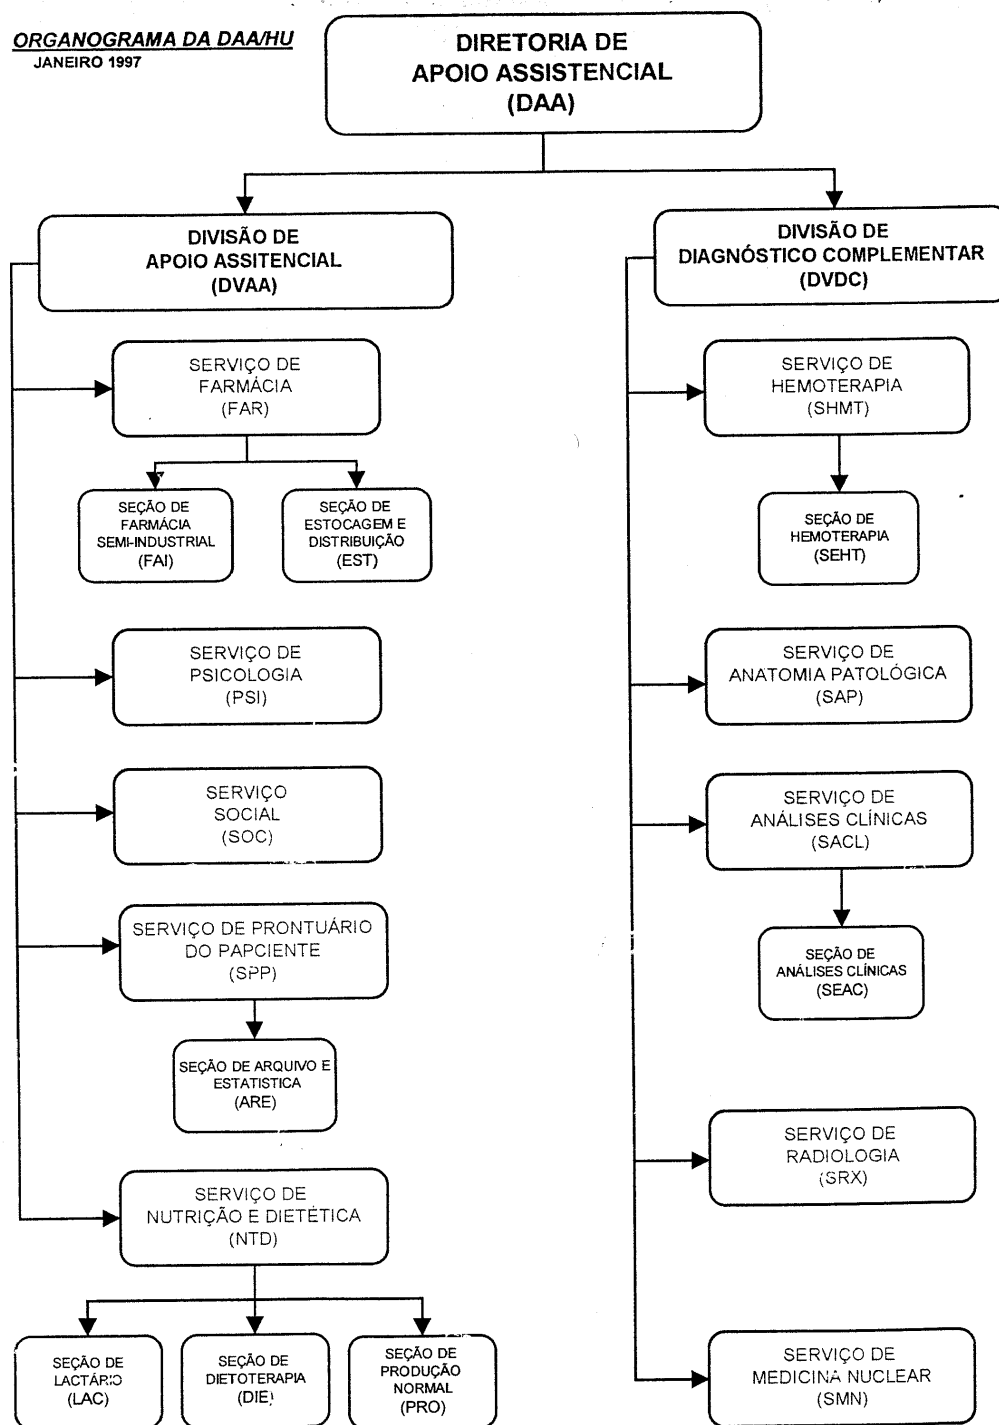 ORGANOGRAMA DA DAA/HU
JANEIRO 1997
DIRETORIA DE
APOIO ASSISTENCIAL
(DAA)
DIVISÃO DE
APOIO ASSITENCIAL
(DVAA)
DIVISÃO DE
DIAGNÓSTICO COMPLEMENTAR
(DVDC)
SERVIÇO DE
FARMÁCIA
(FAR)
SEÇÃO DE
FARMÁCIA
SEMI-INDUSTRIAL
(FAI)
SEÇÃO DE
ESTOCAGEM E
DISTRIBUIÇÃO
(EST)
SERVIÇO DE
PSICOLOGIA
(PSI)
SERVIÇO
SOCIAL
(SOC)
SERVIÇO DE PRONTUÁRIO
DO PAPCIENTE
(SPP)
SEÇÃO DE ARQUIVO E
ESTATISTICA
(ARE)
SERVIÇO DE
NUTRIÇÃO E DIETÉTICA
(NTD)
SEÇÃO DE
LACTÁRIO
(LAC)
SEÇÃO DE
DIETOTERAPIA
(DIE)
SEÇÃO DE
PRODUÇÃO
NORMAL
(PRO)
SERVIÇO DE
HEMOTERAPIA
(SHMT)
SEÇÃO DE
HEMOTERAPIA
(SEHT)
SERVIÇO DE
ANATOMIA PATOLÓGICA
(SAP)
SERVIÇO DE
ANÁLISES CLÍNICAS
(SACL)
SEÇÃO DE
ANÁLISES CLÍNICAS
(SEAC)
SERVIÇO DE
RADIOLOGIA
(SRX)
SERVIÇO DE
MEDICINA NUCLEAR
(SMN)